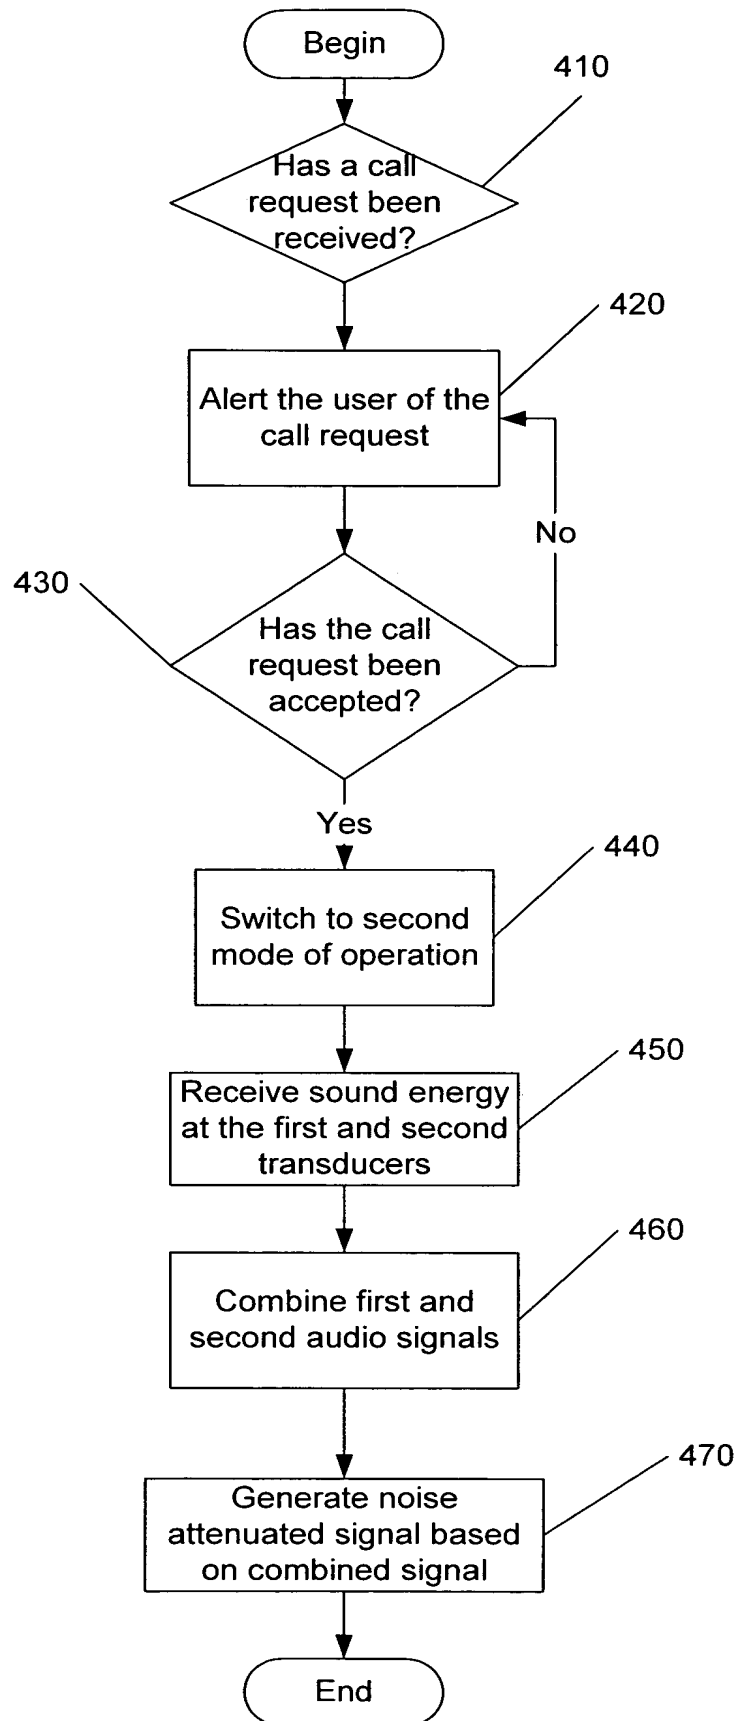 Begin
410
Has a call
request been
received?
420
Alert the user of the
call request
No
430
Has the call
request been
accepted?
Yes
440
Switch to second
mode of operation
450
Receive sound energy
at the first and second
transducers
460
Combine first and
second audio signals
470
Generate noise
attenuated signal based
on combined signal
End